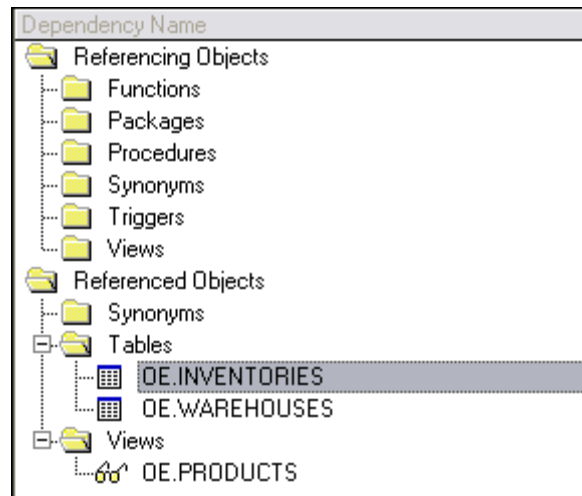 Dependency Name
Referencing Objects
Functions
Packages
Procedures
Synonyms
Triggers
Views
Referenced Objects
Synonyms
Tables
OE.INVENTORIES
OE.WAREHOUSES
Views
OE.PRODUCTS